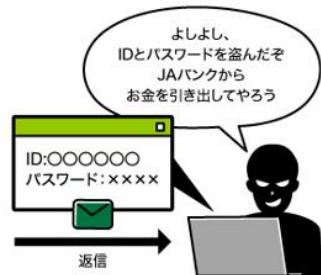 よしよし、
IDとパスワードを盗んだぞ
JAバンクから
お金を引き出してやろう
ID:〇〇〇〇〇〇
パスワード：××××
返信